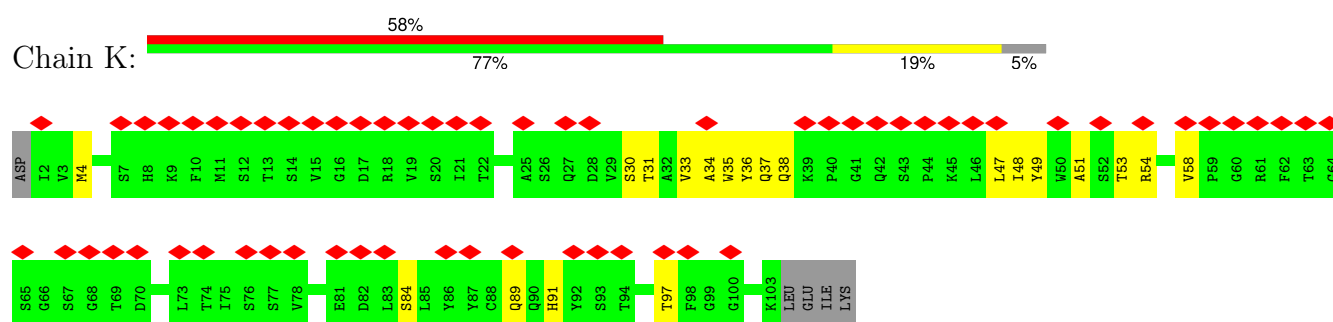 58%
Chain K:
77% 19% 5%
ASP I2 V3 M4 S7 H8 K9 F10 M11 S12 T13 S14 V15 G16 D17 R18 V19 S20 I21 T22 A25 S26 Q27 D28 V29 S30 T31 A32 V33 A34 W35 Y36 Q37 Q38 K39 P40 G41 Q42 S43 P44 K45 L46 L47 I48 Y49 W50 A51 S52 T53 R54 V58 P59 G60 R61 F62 T63 G64
S65 G66 S67 G68 T69 D70 L73 T74 I75 S76 S77 V78 E81 D82 L83 S84 L85 Y86 Y87 C88 Q89 Q90 H91 Y92 S93 T94 T97 F98 G99 G100 K103 LEU GLU ILE LYS